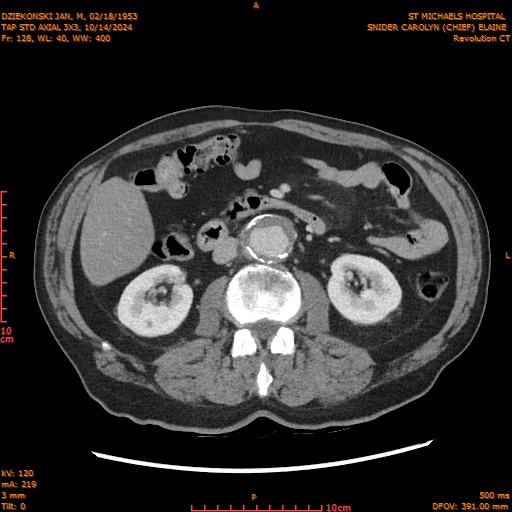 A
DZIEKONSKI JAN, M, 02/18/1953
TAP STD AXIAL 3X3, 10/14/2024
Fr: 128, WL: 40, WW: 400
ST MICHAELS HOSPITAL
SNIDER CAROLYN (CHIEF) ELAINE
Revolution CT
R
L
10
cm
kV: 120
mA: 219
3 mm
Tilt: 0
P
10cm
500 ms
DFOV: 391.00 mm